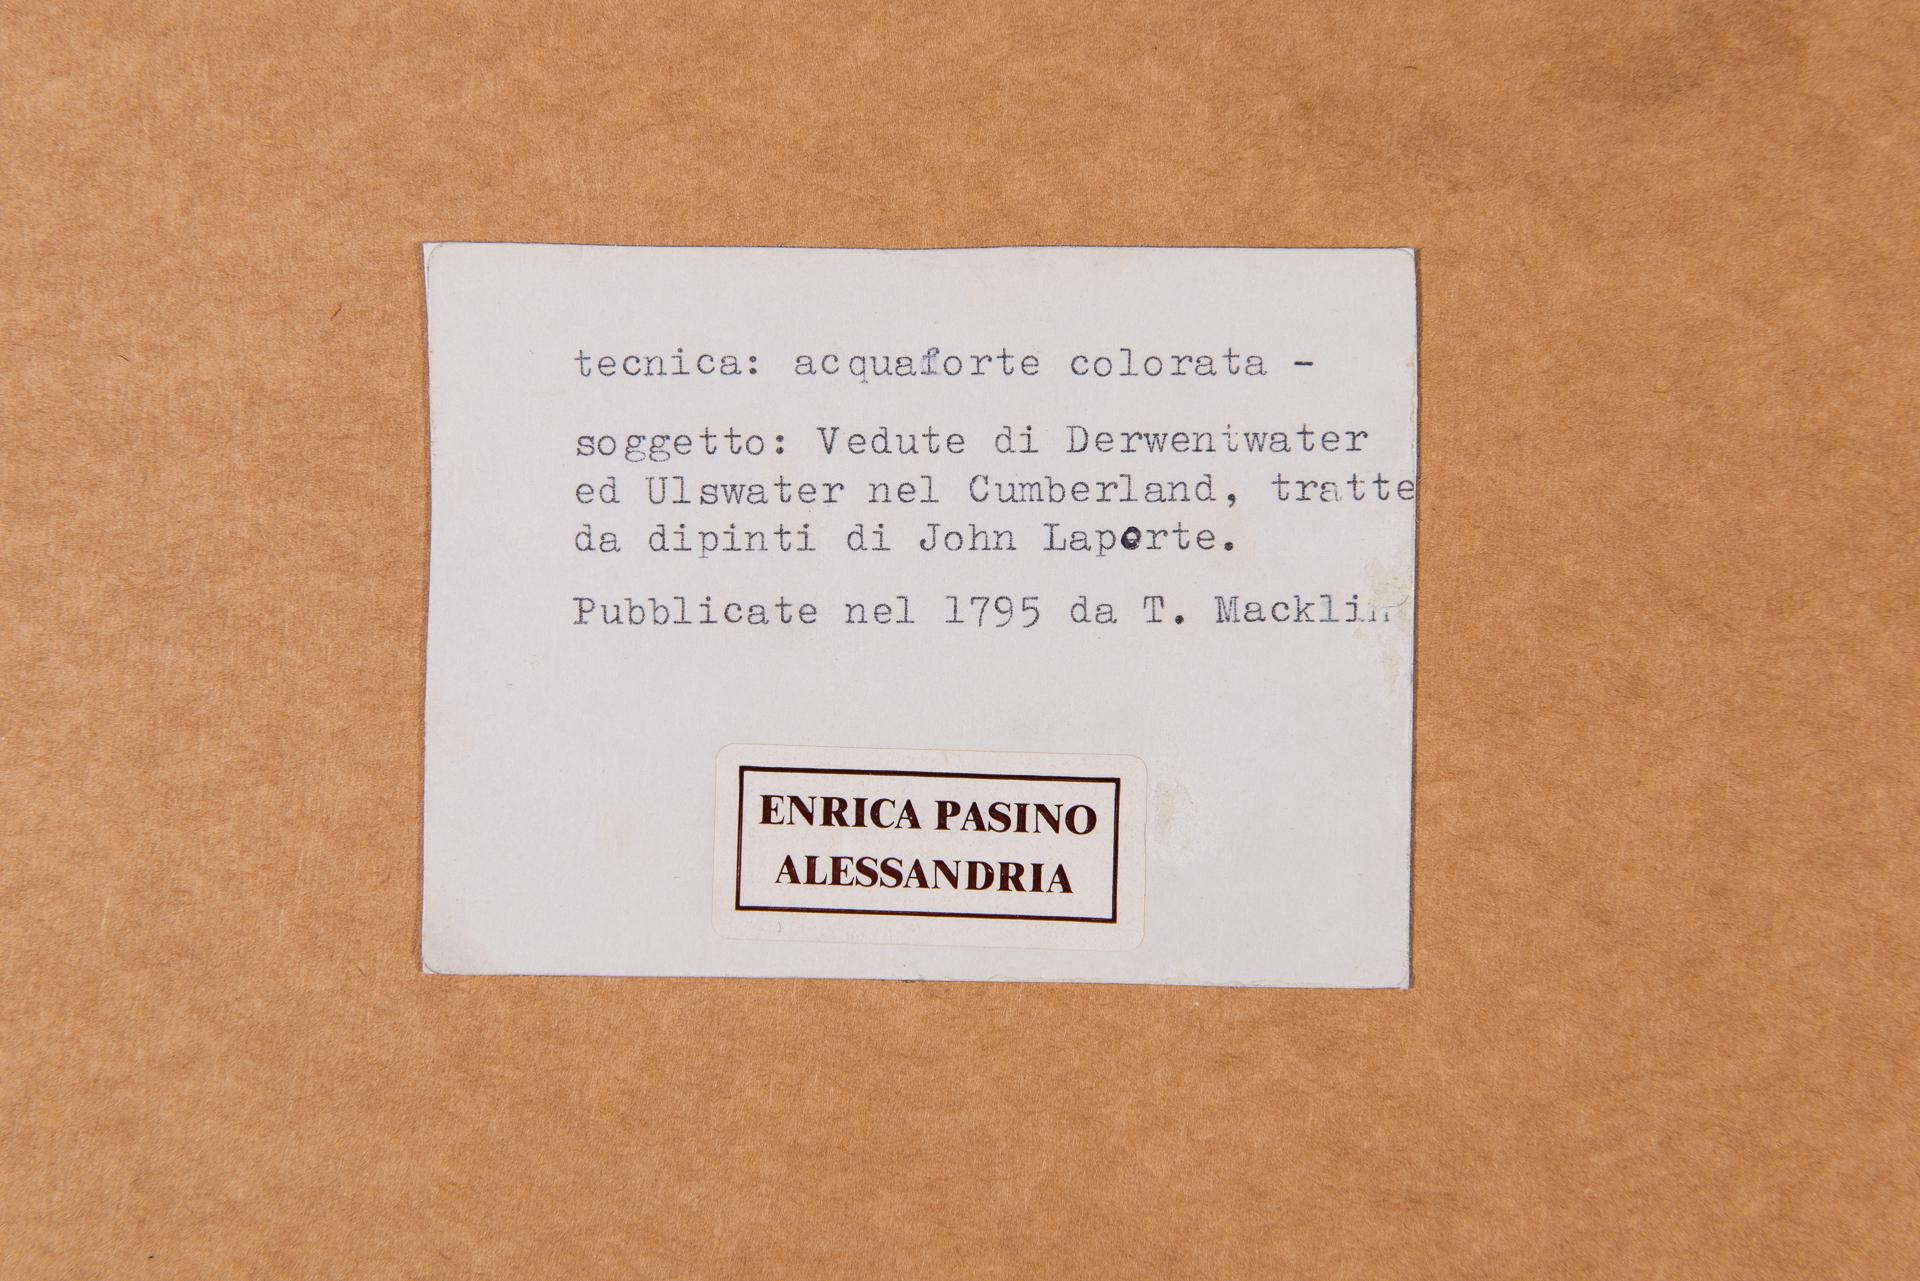 tecnica: acquaforte colorata -
soggetto: Vedute di Derwentwater
ed Ulswater nel Cumberland, tratte
da dipinti di John Laporte.
Pubblicate nel 1795 da T. Macklin
ENRICA PASINO
ALESSANDRIA